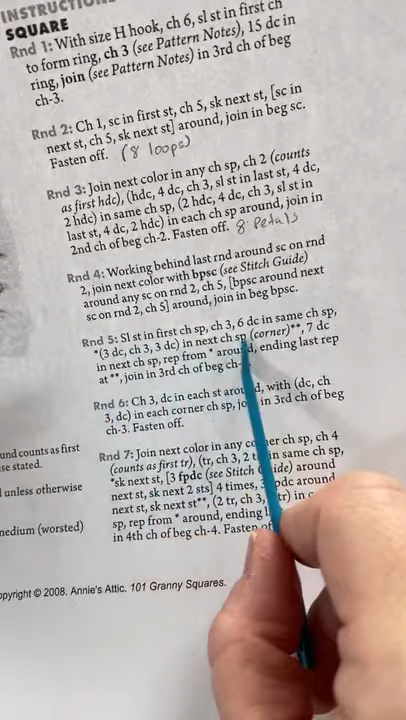 INSTRUCTION
SQUARE
Rnd 1: With size H hook, ch 6, sl st in first ch
to form ring, ch 3 (see Pattern Notes), 15 dc in
ring, join (see Pattern Notes) in 3rd ch of beg
ch-3.
Rnd 2: Ch 1, sc in first st, ch 5, sk next st, [sc in
next st, ch 5, sk next st] around, join in beg sc.
Fasten off. (8 loops)
Rnd 3: Join next color in any ch sp, ch 2 (counts
as first hdc), (hdc, 4 dc, ch 3, sl st in last st, 4 dc,
2 hdc) in same ch sp, (2 hdc, 4 dc, ch 3, sl st in
last st, 4 dc, 2 hdc) in each ch sp around, join in
2nd ch of beg ch-2. Fasten off. 8 Petals
Rnd 4: Working behind last rnd around sc on rnd
2, join next color with bpsc (see Stitch Guide)
around any sc on rnd 2, ch 5, [bpsc around next
sc on rnd 2, ch 5] around, join in beg bpsc.
Rnd 5: Sl st in first ch sp, ch 3, 6 dc in same ch sp,
*(3 dc, ch 3, 3 dc) in next ch sp (corner)**, 7 dc
in next ch sp, rep from * around, ending last rep
at **, join in 3rd ch of beg ch-
Rnd 6: Ch 3, dc in each st around, with (dc, ch
3, dc) in each corner ch sp, join in 3rd ch of beg
ch-3. Fasten off.
Rnd 7: Join next color in any corner ch sp, ch 4
(counts as first tr), (tr, ch 3, 2 in same ch sp,
*sk next st, [3 fpdc (see Stitch Guide) around
next st, sk next 2 sts] 4 times, 3 fpdc around
next st, sk next st**, (2 tr, ch 3, tr) in
sp, rep from * around, ending
in 4th ch of beg ch-4. Fasten of
und counts as first
se stated.
unless otherwise
medium (worsted)
opyright © 2008. Annie's Attic. 101 Granny Squares.